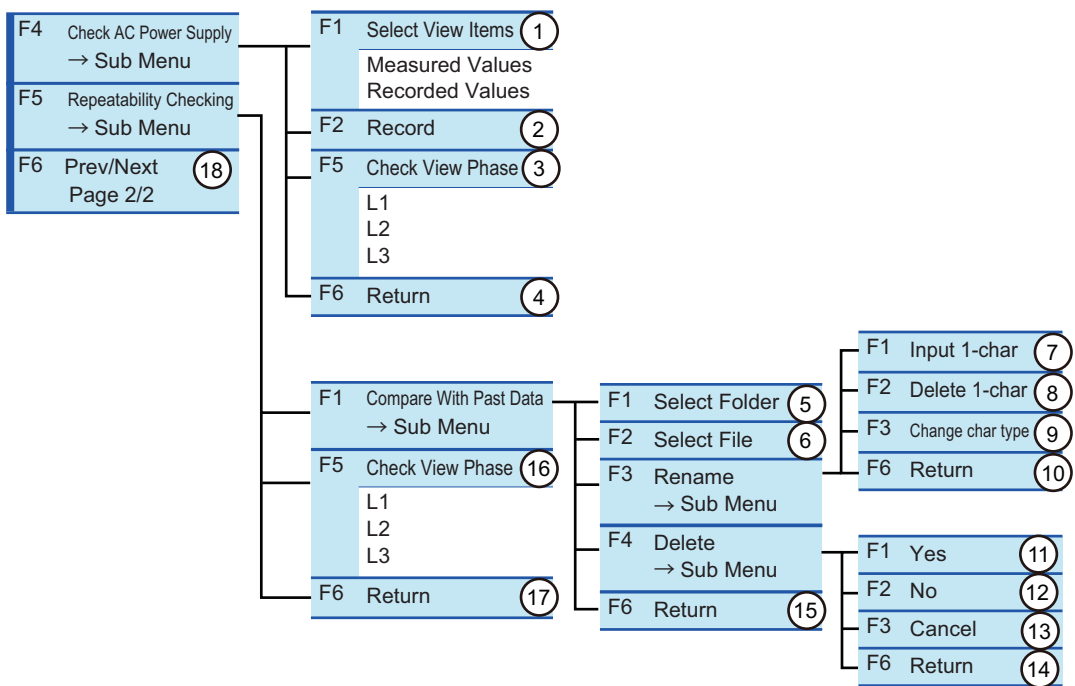 F4 Check AC Power Supply
→ Sub Menu
F5 Repeatability Checking
→ Sub Menu
F6 Prev/Next 18
Page 2/2
F1 Select View Items 1
Measured Values
Recorded Values
F2 Record 2
F5 Check View Phase 3
L1
L2
L3
F6 Return 4
F1 Compare With Past Data
→ Sub Menu
F5 Check View Phase 16
L1
L2
L3
F6 Return 17
F1 Select Folder 5
F2 Select File 6
F3 Rename
→ Sub Menu
F4 Delete
→ Sub Menu
F6 Return 15
F1 Input 1-char 7
F2 Delete 1-char 8
F3 Change char type 9
F6 Return 10
F1 Yes 11
F2 No 12
F3 Cancel 13
F6 Return 14